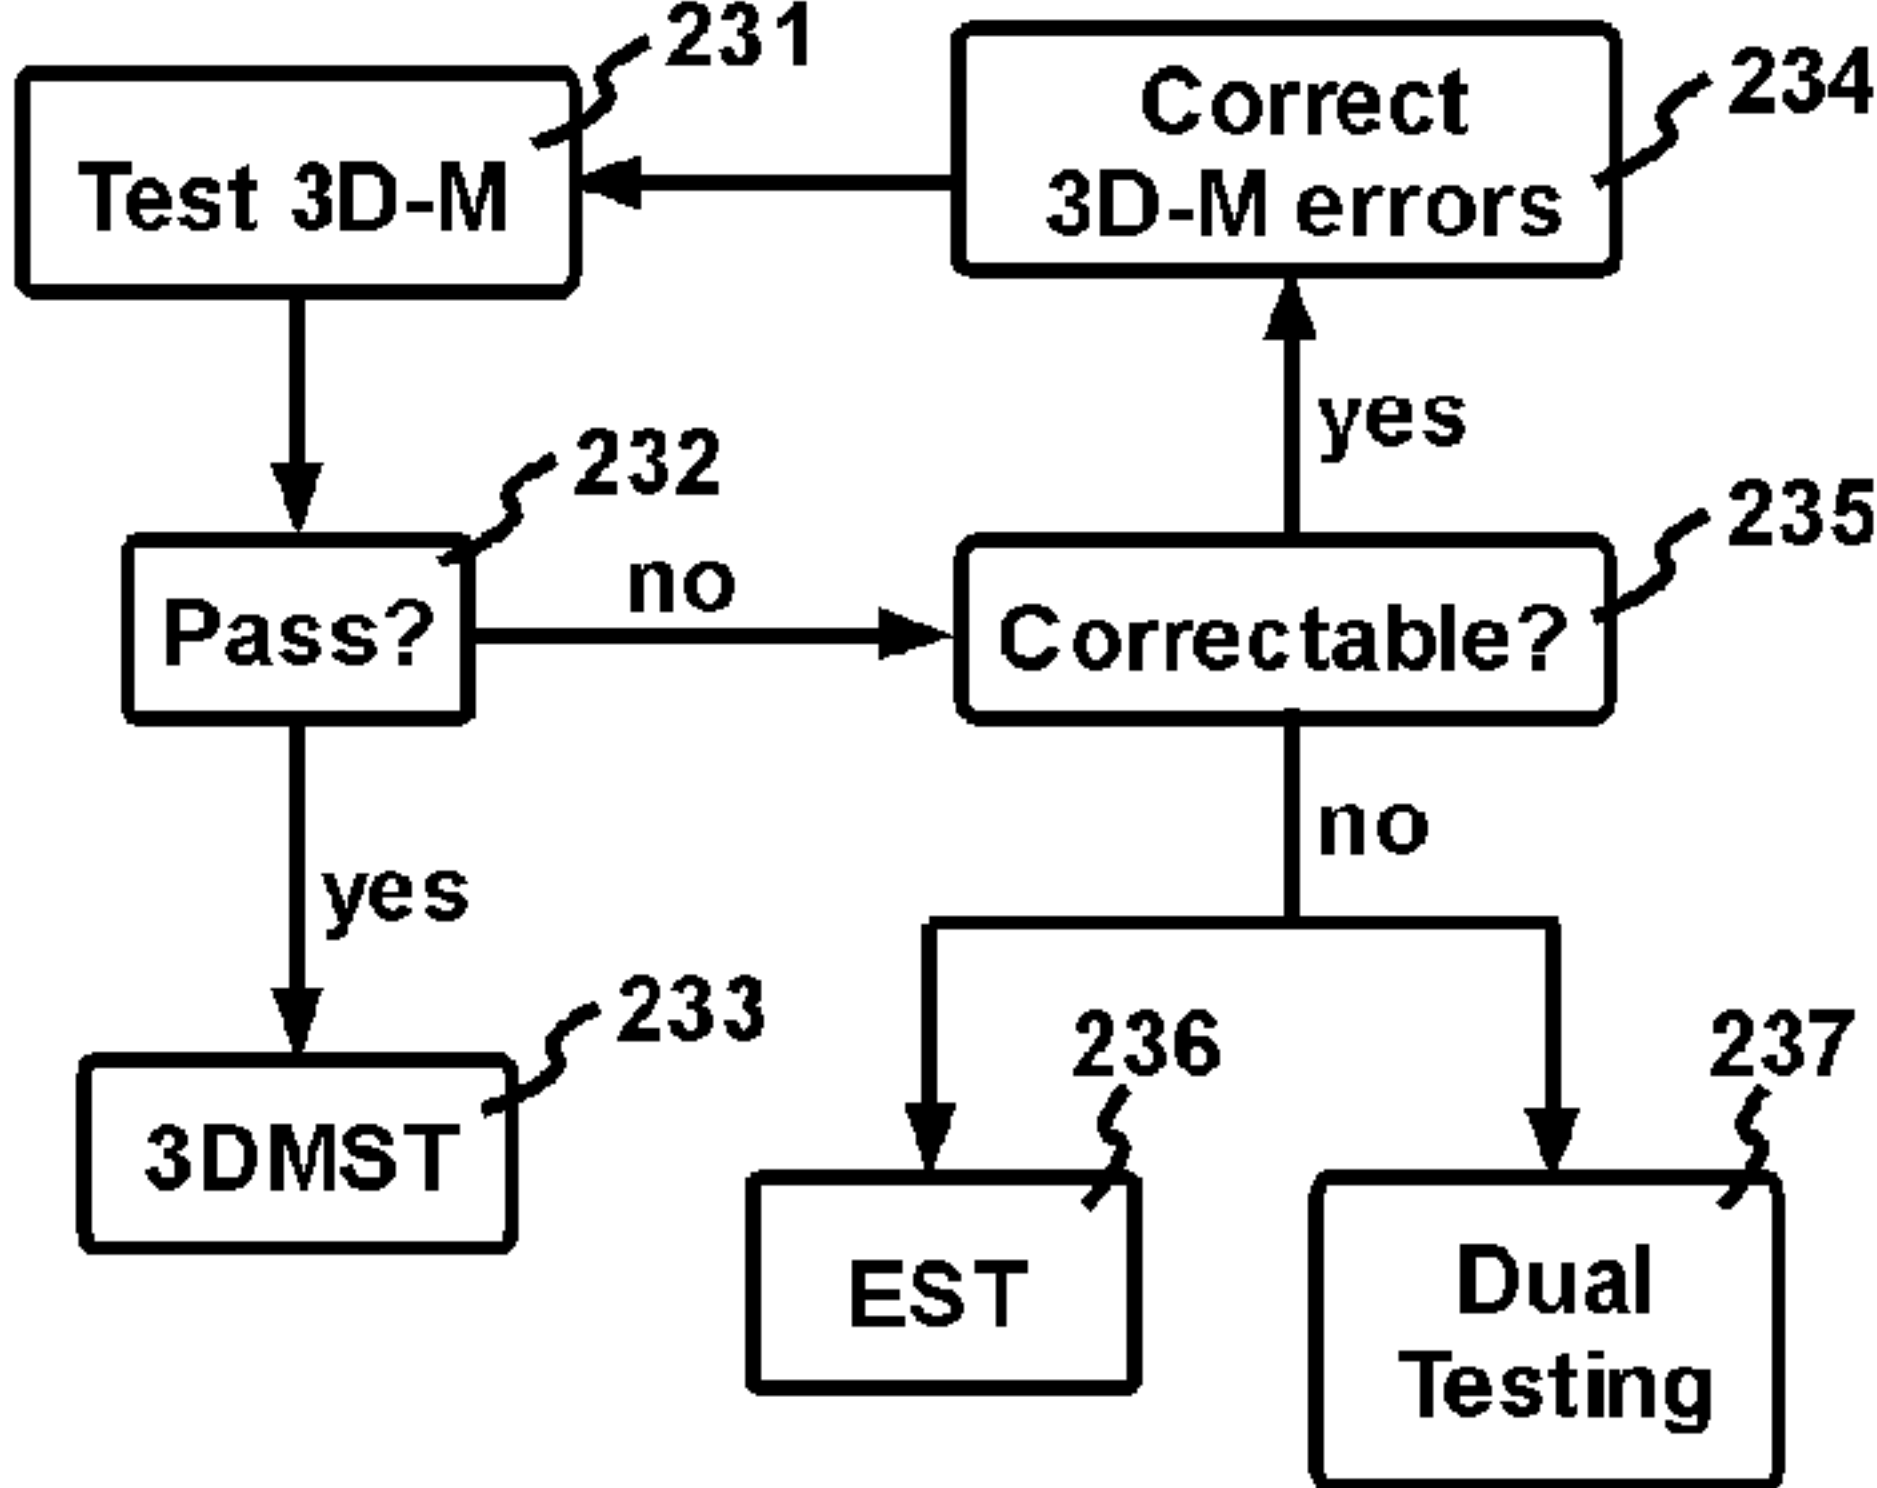 231
Test 3D-M
Correct
3D-M errors
234
yes
232
Pass?
no
Correctable?
235
yes
no
233
3DMST
236
EST
237
Dual
Testing